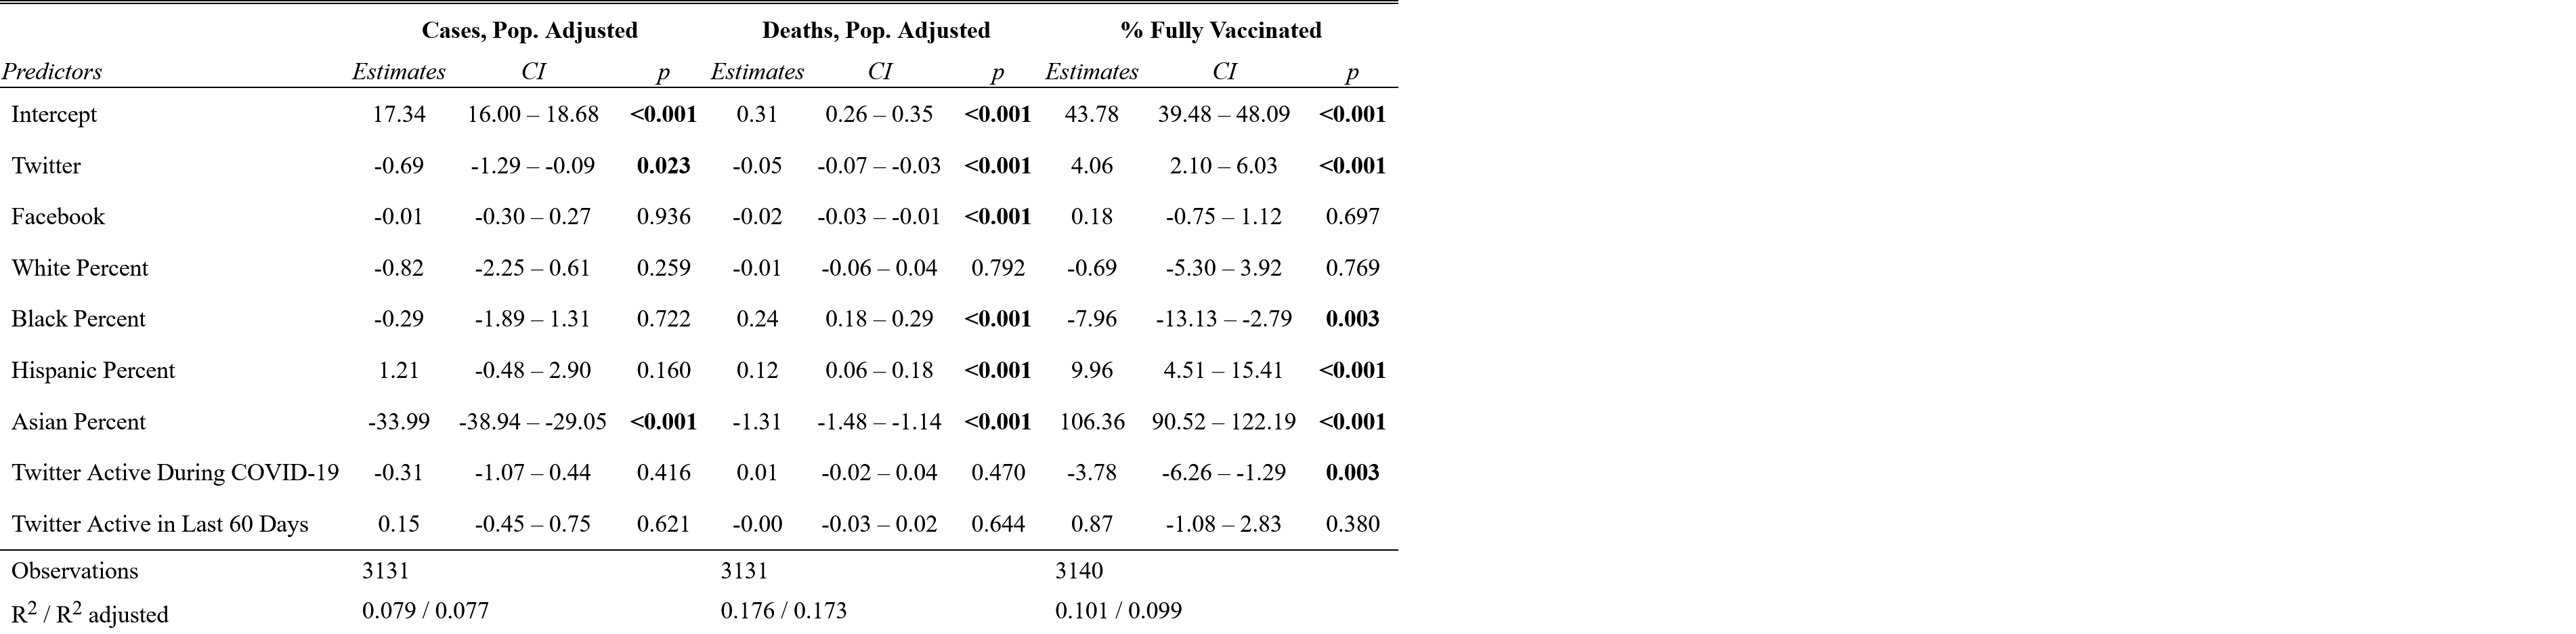 Cases, Pop. Adjusted Deaths, Pop. Adjusted % Fully Vaccinated
Predictors Estimates CI p Estimates CI p Estimates CI p
Intercept 17.34 16.00 – 18.68 <0.001 0.31 0.26 – 0.35 <0.001 43.78 39.48 – 48.09 <0.001
Twitter -0.69 -1.29 – -0.09 0.023 -0.05 -0.07 – -0.03 <0.001 4.06 2.10 – 6.03 <0.001
Facebook -0.01 -0.30 – 0.27 0.936 -0.02 -0.03 – -0.01 <0.001 0.18 -0.75 – 1.12 0.697
White Percent -0.82 -2.25 – 0.61 0.259 -0.01 -0.06 – 0.04 0.792 -0.69 -5.30 – 3.92 0.769
Black Percent -0.29 -1.89 – 1.31 0.722 0.24 0.18 – 0.29 <0.001 -7.96 -13.13 – -2.79 0.003
Hispanic Percent 1.21 -0.48 – 2.90 0.160 0.12 0.06 – 0.18 <0.001 9.96 4.51 – 15.41 <0.001
Asian Percent -33.99 -38.94 – -29.05 <0.001 -1.31 -1.48 – -1.14 <0.001 106.36 90.52 – 122.19 <0.001
Twitter Active During COVID-19 -0.31 -1.07 – 0.44 0.416 0.01 -0.02 – 0.04 0.470 -3.78 -6.26 – -1.29 0.003
Twitter Active in Last 60 Days 0.15 -0.45 – 0.75 0.621 -0.00 -0.03 – 0.02 0.644 0.87 -1.08 – 2.83 0.380
Observations 3131 3131 3140
R² / R² adjusted 0.079 / 0.077 0.176 / 0.173 0.101 / 0.099